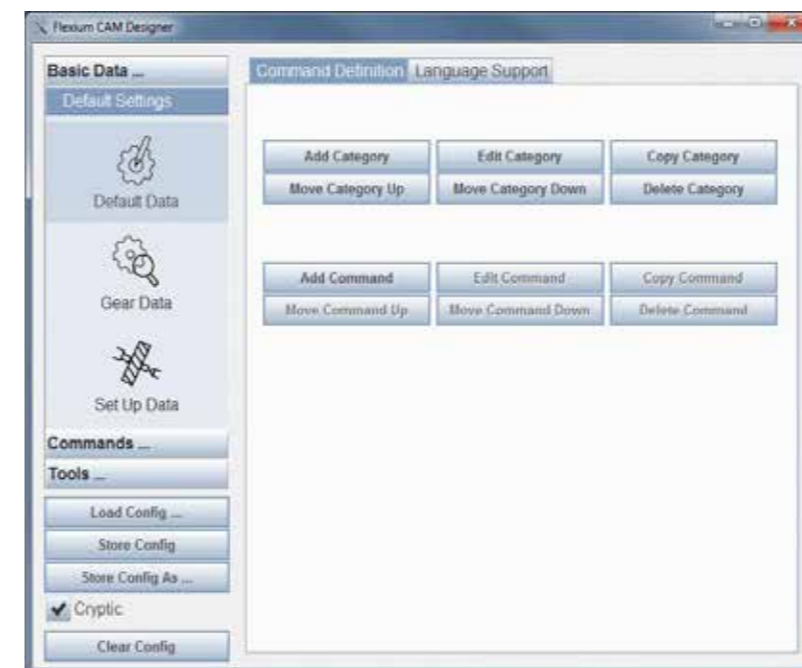 Flexium CAM Designer
Basic Data ...
Default Settings
Default Data
Gear Data
Set Up Data
Commands ...
Tools ...
Load Config ...
Store Config
Store Config As ...
Cryptic
Clear Config
Command Definition Language Support
Add Category Edit Category Copy Category
Move Category Up Move Category Down Delete Category
Add Command Edit Command Copy Command
Move Command Up Move Command Down Delete Command